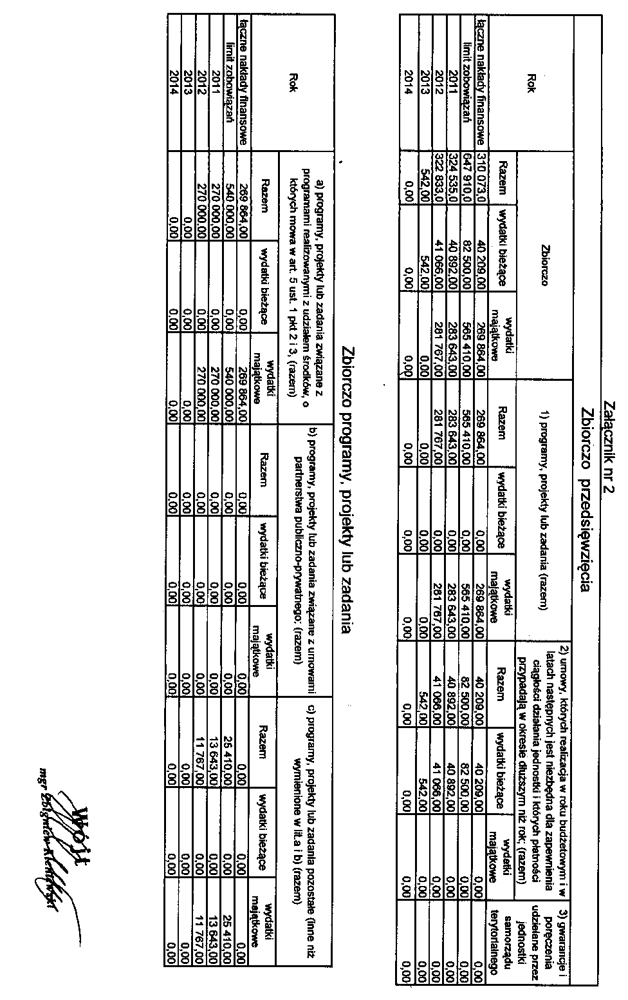 Załącznik nr 2
Zbiorczo przedsięwzięcia
Rok
Zbiorczo
1) programy, projekty lub zadania (razem)
2) umowy, których realizacja w roku budżetowym i w
latach następnych jest niezbędna dla zapewnienia
ciągłości działania jednostki i których płatności
przypadają w okresie dłuższym niż rok; (razem)
3) gwarancje i
poręczenia
udzielane przez
jednostki
samorządu
terytorialnego
Razem wydatki bieżące wydatki majątkowe Razem wydatki bieżące wydatki majątkowe Razem wydatki bieżące wydatki majątkowe
łączne nakłady finansowe 310 073,0 40 209,00 269 864,00 269 864,00 0,00 269 864,00 40 209,00 40 209,00 0,00 0,00
limit zobowiązań 647 910,0 82 500,00 565 410,00 565 410,00 0,00 565 410,00 82 500,00 82 500,00 0,00 0,00
2011 324 535,0 40 892,00 283 643,00 283 643,00 0,00 283 643,00 40 892,00 40 892,00 0,00 0,00
2012 322 833,0 41 066,00 281 767,00 281 767,00 0,00 281 767,00 41 066,00 41 066,00 0,00 0,00
2013 542,00 542,00 0,00 0,00 0,00 0,00 542,00 542,00 0,00 0,00
2014 0,00 0,00 0,00 0,00 0,00 0,00 0,00 0,00 0,00 0,00
Zbiorczo programy, projekty lub zadania
Rok
a) programy, projekty lub zadania związane z
programami realizowanymi z udziałem środków, o
których mowa w art. 5 ust. 1 pkt 2 i 3, (razem)
b) programy, projekty lub zadania związane z umowami
partnerstwa publiczno-prywatnego; (razem)
c) programy, projekty lub zadania pozostałe (inne niż
wymienione w lit.a i b) (razem)
Razem wydatki bieżące wydatki majątkowe Razem wydatki bieżące wydatki majątkowe Razem wydatki bieżące wydatki majątkowe
łączne nakłady finansowe 269 864,00 0,00 269 864,00 0,00 0,00 0,00 0,00 0,00 0,00
limit zobowiązań 540 000,00 0,00 540 000,00 0,00 0,00 0,00 25 410,00 0,00 25 410,00
2011 270 000,00 0,00 270 000,00 0,00 0,00 0,00 13 643,00 0,00 13 643,00
2012 270 000,00 0,00 270 000,00 0,00 0,00 0,00 11 767,00 0,00 11 767,00
2013 0,00 0,00 0,00 0,00 0,00 0,00 0,00 0,00 0,00
2014 0,00 0,00 0,00 0,00 0,00 0,00 0,00 0,00 0,00
Wójt
mgr Zbigniew